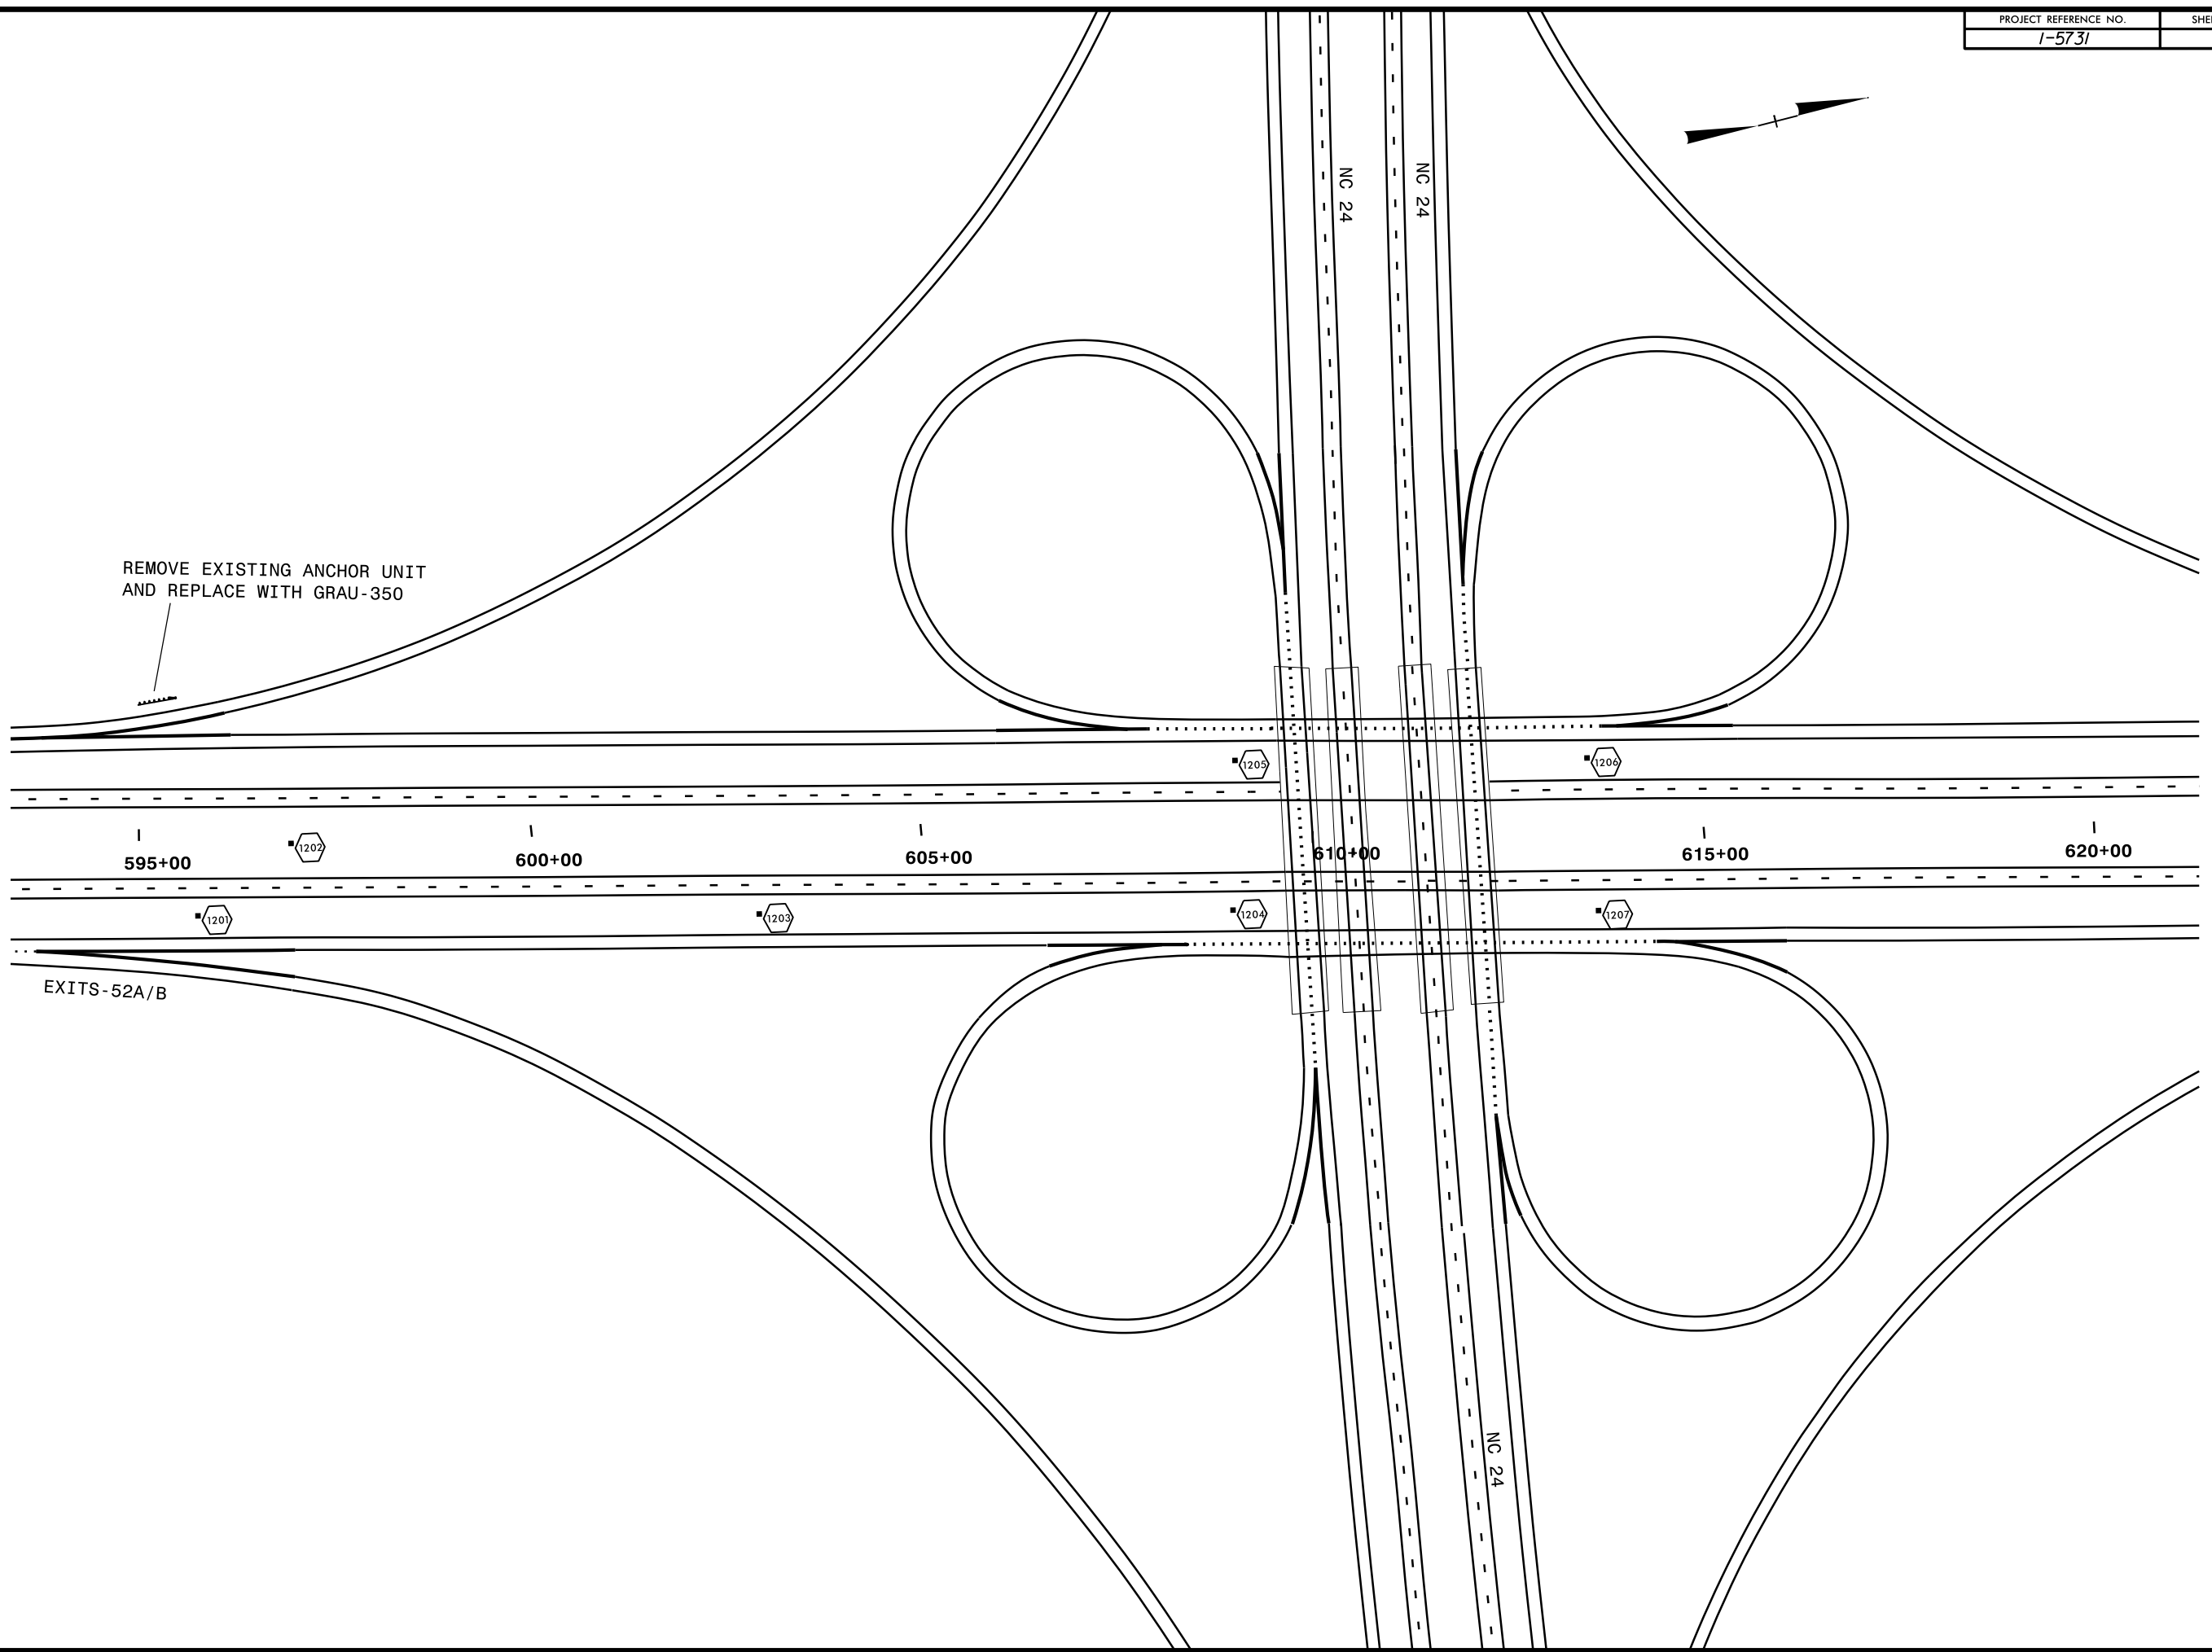 PROJECT REFERENCE NO.
I-5731
NC 24
NC 24
REMOVE EXISTING ANCHOR UNIT
AND REPLACE WITH GRAU-350
1205
1206
1202
595+00
600+00
605+00
610+00
615+00
620+00
1201
1203
1204
1207
EXITS-52A/B
NC 24